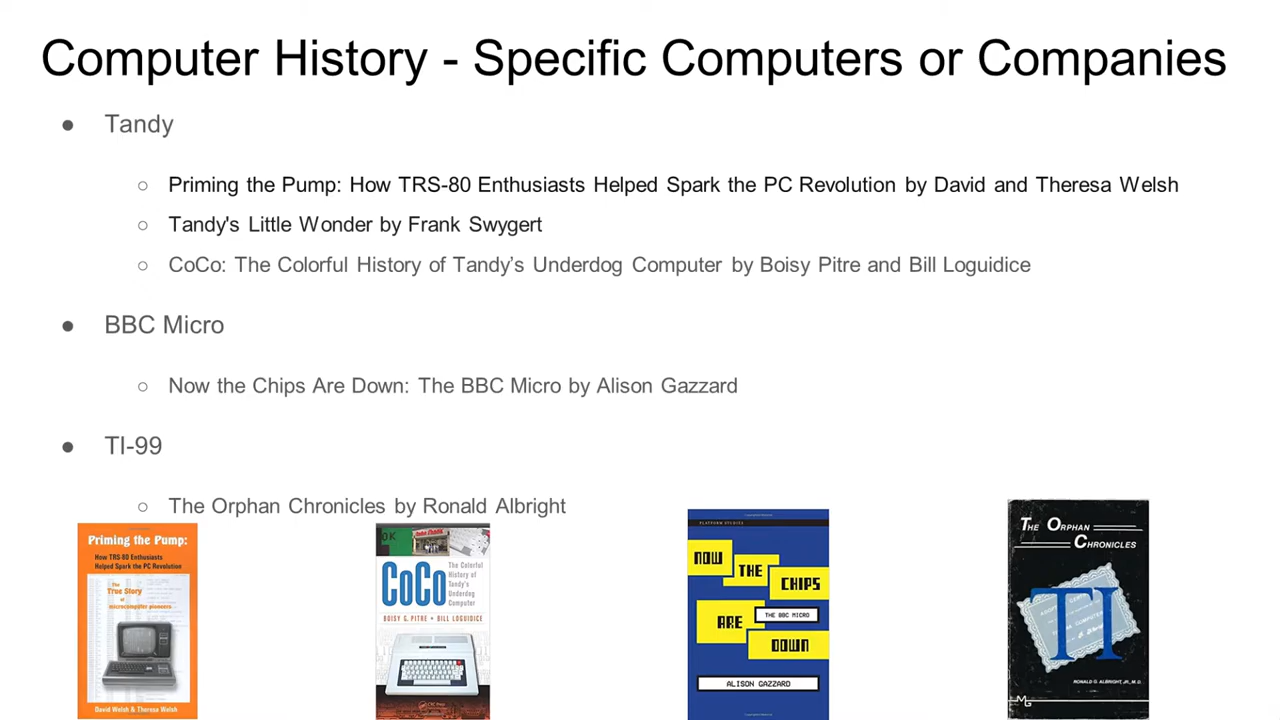 Computer History - Specific Computers or Companies
● Tandy
○ Priming the Pump: How TRS-80 Enthusiasts Helped Spark the PC Revolution by David and Theresa Welsh
○ Tandy's Little Wonder by Frank Swygert
○ CoCo: The Colorful History of Tandy’s Underdog Computer by Boisy Pitre and Bill Loguidice
● BBC Micro
○ Now the Chips Are Down: The BBC Micro by Alison Gazzard
● TI-99
○ The Orphan Chronicles by Ronald Albright
Priming the Pump:
How TRS-80 Enthusiasts
Helped Spark the PC Revolution
The
True Story
of
microcomputer pioneers
David Welsh & Theresa Welsh
OK
CoCo
The Colorful
History of
Tandy's
Underdog
Computer
BOISY G. PITRE • BILL LOGUIDICE
CRC Press
PLATFORM STUDIES
NOW
THE
CHIPS
ARE
THE BBC MICRO
DOWN
ALISON GAZZARD
THE ORPHAN
CHRONICLES
TI
RONALD G. ALBRIGHT, JR., M.D.
MG